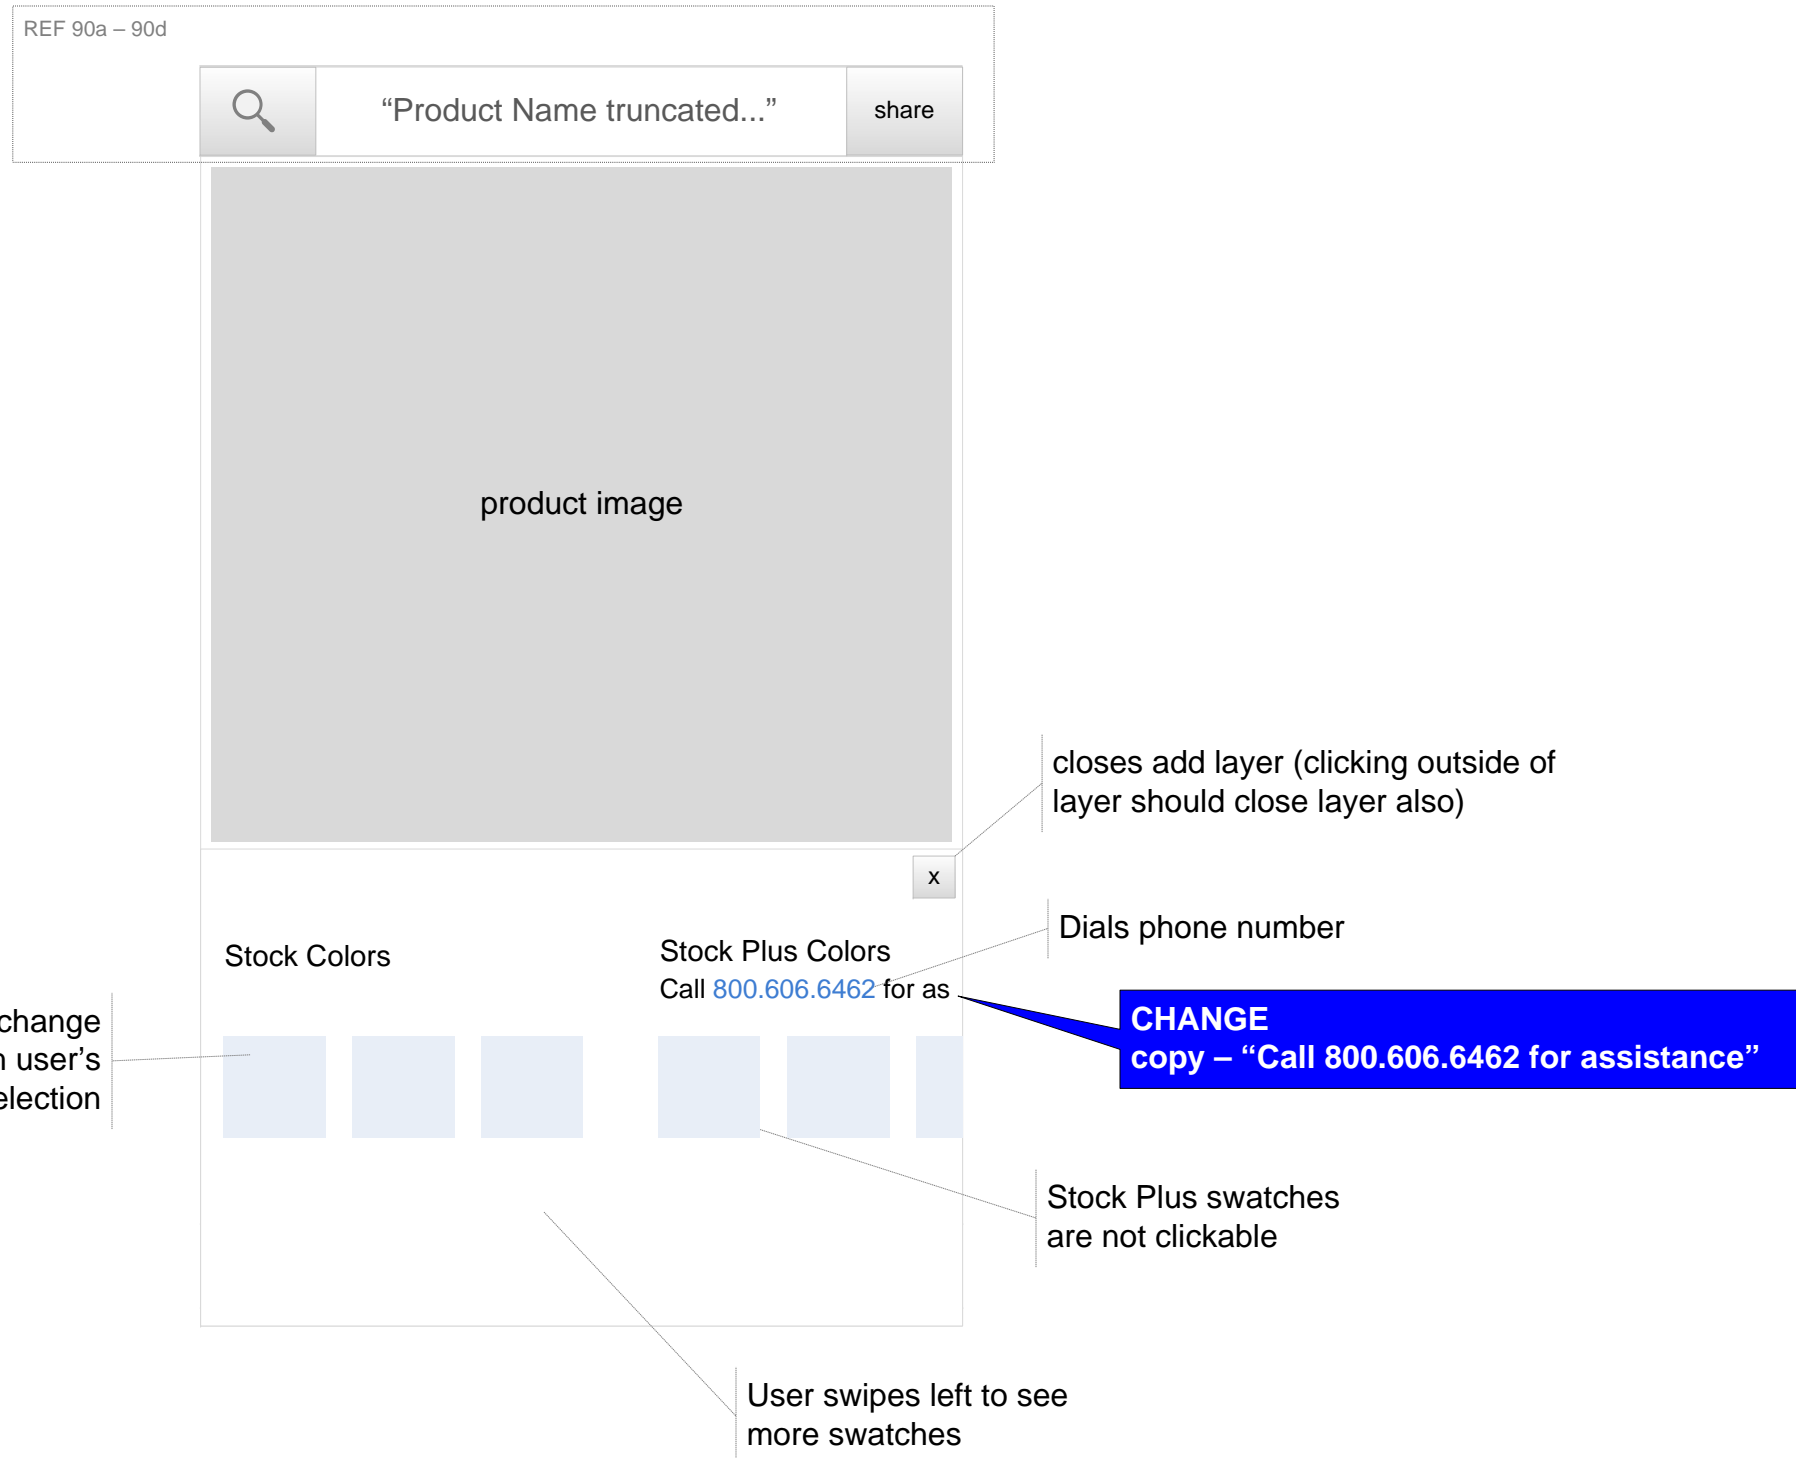 REF 90a – 90d
“Product Name truncated...”
share
product image
closes add layer (clicking outside of
layer should close layer also)
x
Dials phone number
Stock Colors
Stock Plus Colors
Call 800.606.6462 for as
CHANGE
copy – “Call 800.606.6462 for assistance”
change
user’s
Stock Plus swatches
are not clickable
User swipes left to see
more swatches